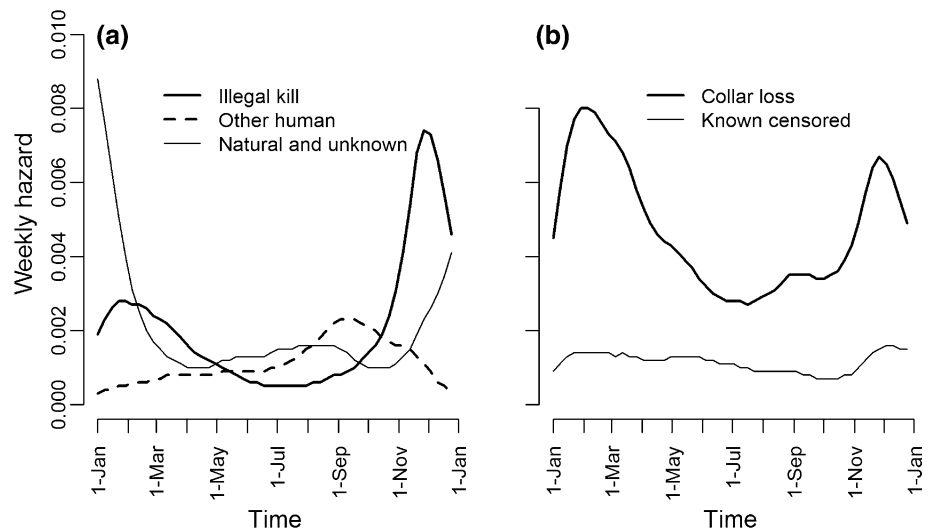 (a)
Illegal kill
Other human
Natural and unknown
Weekly hazard
0.010
0.008
0.006
0.004
0.002
0.000
1-Jan
1-Mar
1-May
1-Jul
1-Sep
1-Nov
1-Jan
Time
(b)
Collar loss
Known censored
1-Jan
1-Mar
1-May
1-Jul
1-Sep
1-Nov
1-Jan
Time